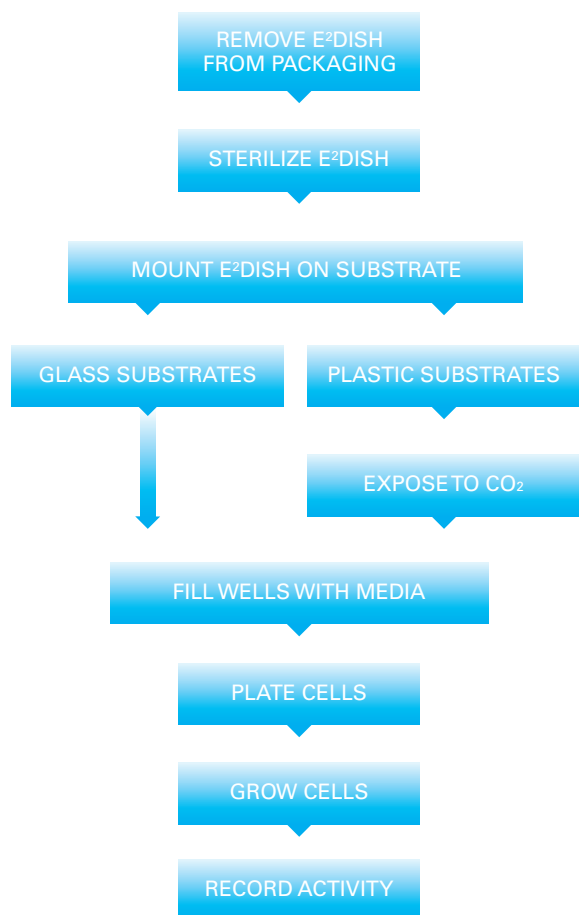 REMOVE E²DISH
FROM PACKAGING
STERILIZE E²DISH
MOUNT E²DISH ON SUBSTRATE
GLASS SUBSTRATES
PLASTIC SUBSTRATES
EXPOSE TO CO₂
FILL WELLS WITH MEDIA
PLATE CELLS
GROW CELLS
RECORD ACTIVITY